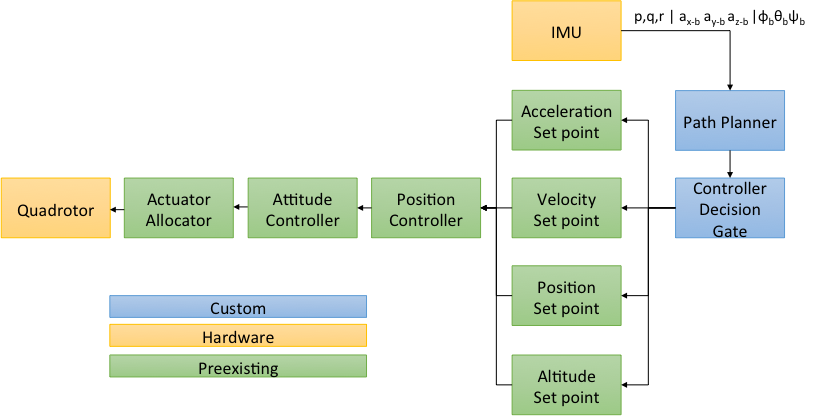 IMU
p,q,r | ax-b ay-b az-b |ϕbθbψb
Acceleration
Set point
Path Planner
Quadrotor
Actuator
Allocator
Attitude
Controller
Position
Controller
Velocity
Set point
Controller
Decision
Gate
Position
Set point
Custom
Hardware
Preexisting
Altitude
Set point